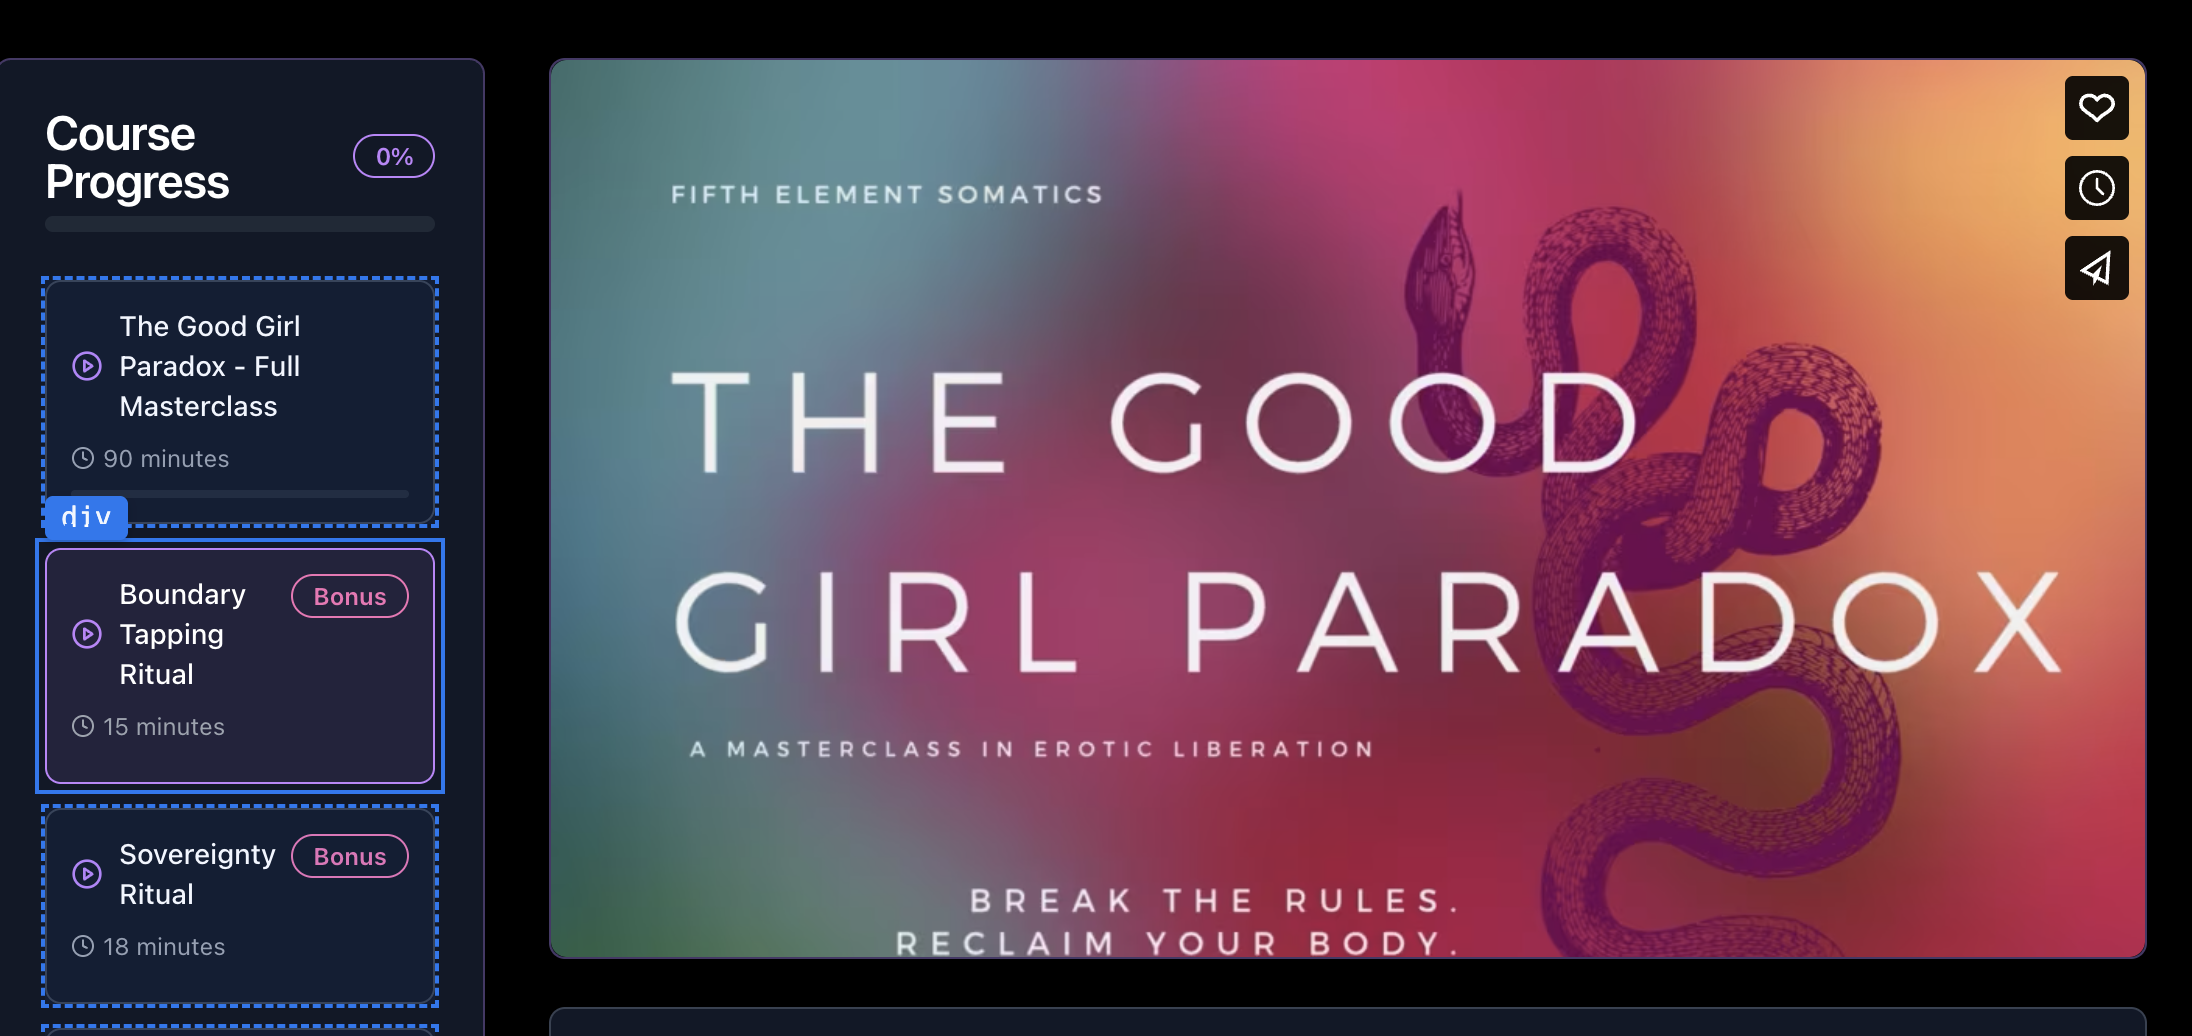 Course
Progress
0%
The Good Girl
Paradox - Full
Masterclass
90 minutes
div
Boundary
Tapping
Ritual
Bonus
15 minutes
Sovereignty
Ritual
Bonus
18 minutes
FIFTH ELEMENT SOMATICS
THE GOOD
GIRL PARADOX
A MASTERCLASS IN EROTIC LIBERATION
BREAK THE RULES.
RECLAIM YOUR BODY.